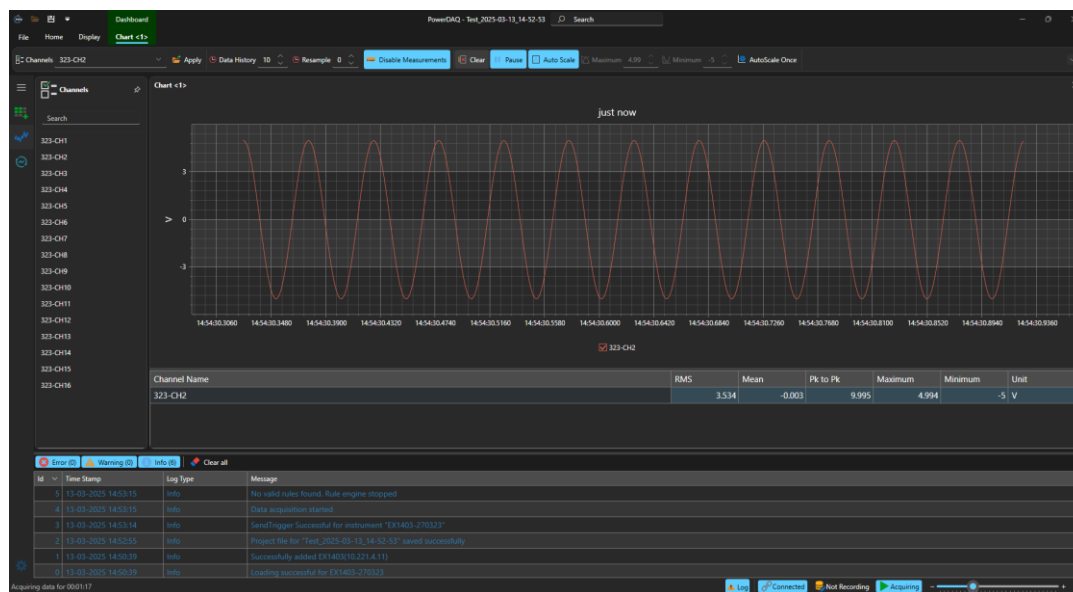 Dashboard
PowerDAQ - Test_2025-03-13_14-52-53
Search
File Home Display Chart <1>
Channels 323-CH2 Apply Data History 10 Resample 0 Disable Measurements Clear Pause Auto Scale Maximum 4.99 Minimum -5 AutoScale Once
Channels
Search
323-CH1
323-CH2
323-CH3
323-CH4
323-CH5
323-CH6
323-CH7
323-CH8
323-CH9
323-CH10
323-CH11
323-CH12
323-CH13
323-CH14
323-CH15
323-CH16
Chart <1>
just now
3
V 0
-3
14:54:30.3060 14:54:30.3480 14:54:30.3900 14:54:30.4320 14:54:30.4740 14:54:30.5160 14:54:30.5580 14:54:30.6000 14:54:30.6420 14:54:30.6840 14:54:30.7260 14:54:30.7680 14:54:30.8100 14:54:30.8520 14:54:30.8940 14:54:30.9360
323-CH2
Channel Name RMS Mean Pk to Pk Maximum Minimum Unit
323-CH2 3.534 -0.003 9.995 4.994 -5 V
Error (0) Warning (0) Info (6) Clear all
Id Time Stamp Log Type Message
5 13-03-2025 14:53:15 Info No valid rules found. Rule engine stopped
4 13-03-2025 14:53:15 Info Data acquisition started
3 13-03-2025 14:53:14 Info SendTrigger Successful for instrument "EX1403-270323"
2 13-03-2025 14:52:55 Info Project file for "Test_2025-03-13_14-52-53" saved successfully
1 13-03-2025 14:50:39 Info Successfully added EX1403(10.221.4.11)
0 13-03-2025 14:50:39 Info Loading successful for EX1403-270323
Acquiring data for 00:01:17 Log Connected Not Recording Acquiring - +